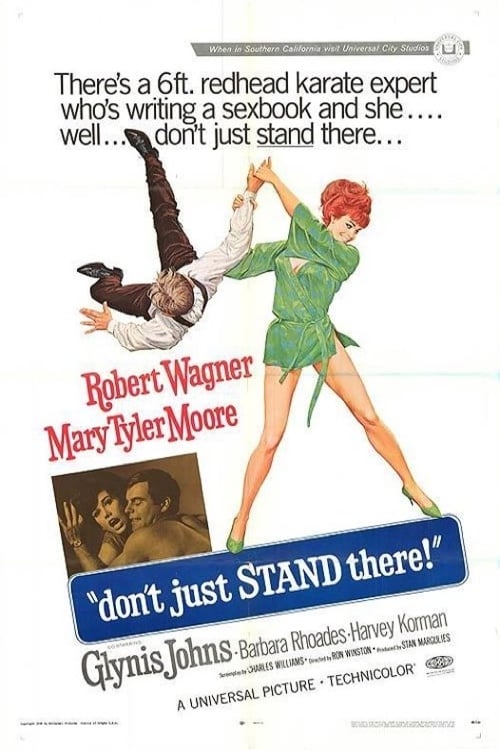 When in Southern California visit Universal City Studios
There's a 6ft. redhead karate expert
who's writing a sexbook and she....
well... don't just stand there...
Robert Wagner
Mary Tyler Moore
"don't just STAND there!"
CO-STARRING
Glynis Johns · Barbara Rhoades · Harvey Korman
Screenplay by CHARLES WILLIAMS · Directed by RON WINSTON · Produced by STAN MARGULIES
A UNIVERSAL PICTURE · TECHNICOLOR®